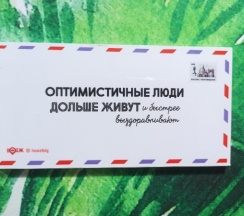 ОПТИМИСТИЧНЫЕ ЛЮДИ
ДОЛЬШЕ ЖИВУТ и быстрее
выздоравливают